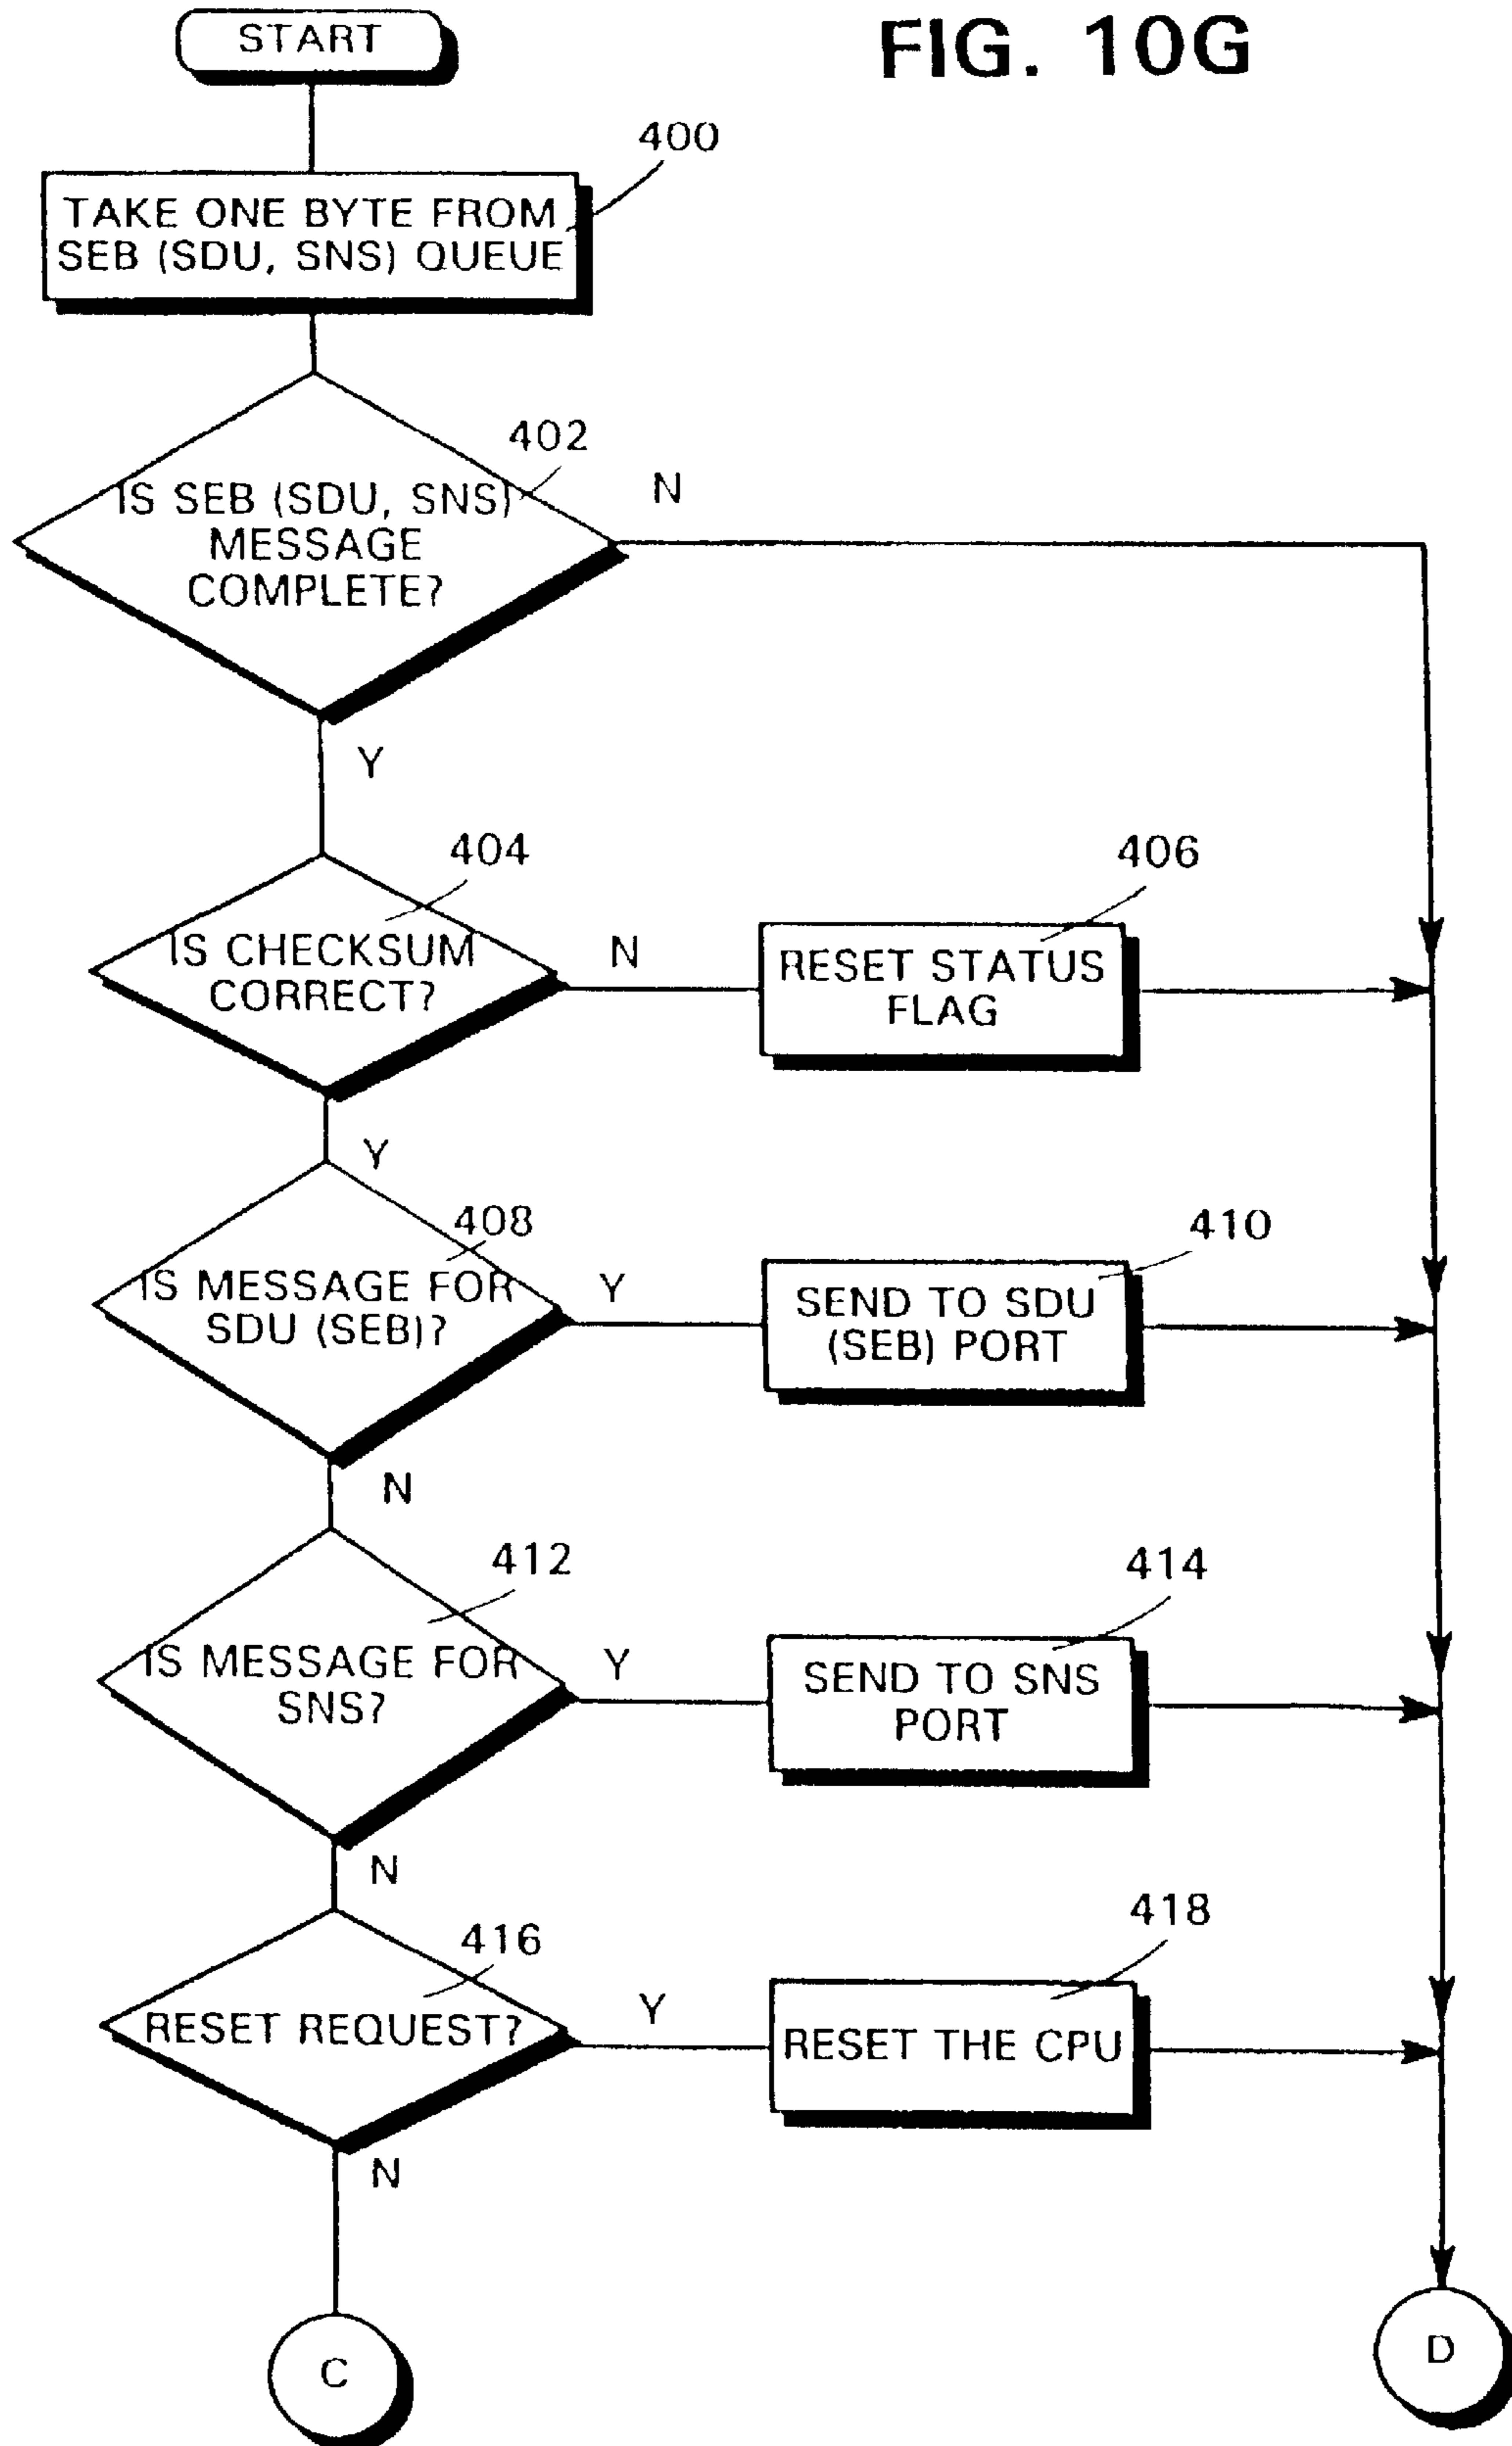 FIG. 10G
START
400
TAKE ONE BYTE FROM
SEB (SDU, SNS) QUEUE
402
IS SEB (SDU, SNS)
MESSAGE
COMPLETE?
N
Y
404
IS CHECKSUM
CORRECT?
N
406
RESET STATUS
FLAG
Y
408
IS MESSAGE FOR
SDU (SEB)?
Y
410
SEND TO SDU
(SEB) PORT
N
412
IS MESSAGE FOR
SNS?
Y
414
SEND TO SNS
PORT
N
416
RESET REQUEST?
Y
418
RESET THE CPU
N
C
D